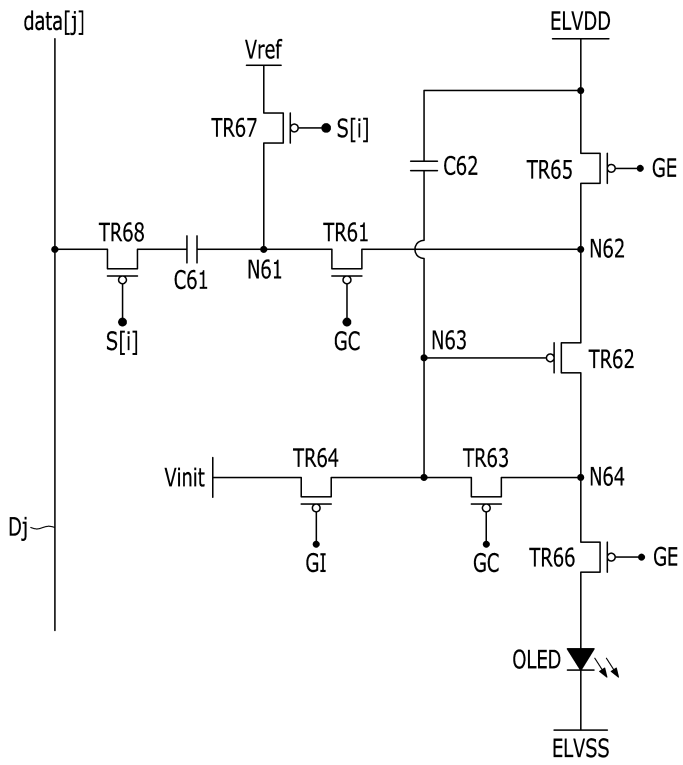 data[j]
ELVDD
Vref
TR67
S[i]
C62
TR65
GE
TR68
C61
N61
TR61
N62
S[i]
GC
N63
TR62
Vinit
TR64
TR63
N64
Dj
GI
GC
TR66
GE
OLED
ELVSS